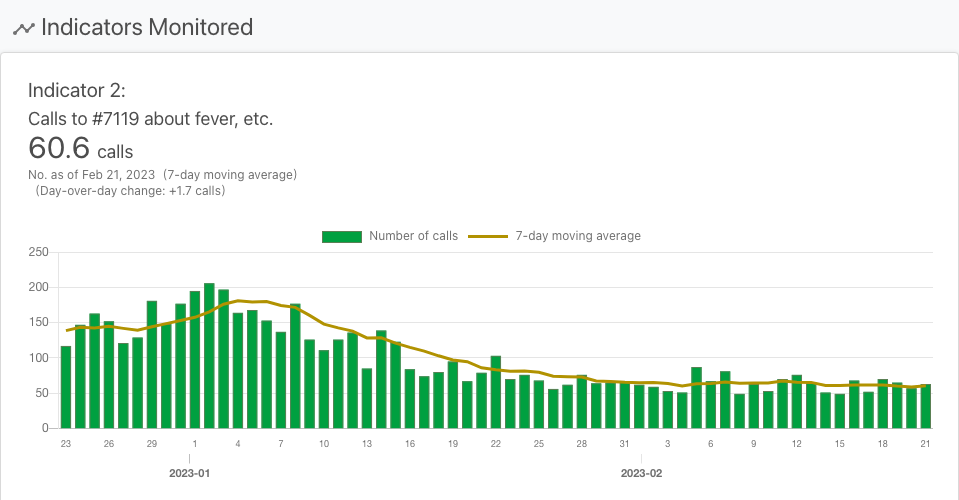 Indicators Monitored
Indicator 2:
Calls to #7119 about fever, etc.
60.6 calls
No. as of Feb 21, 2023 (7-day moving average)
(Day-over-day change: +1.7 calls)
Number of calls 7-day moving average
250
200
150
100
50
0
23 26 29 1 4 7 10 13 16 19 22 25 28 31 3 6 9 12 15 18 21
2023-01 2023-02